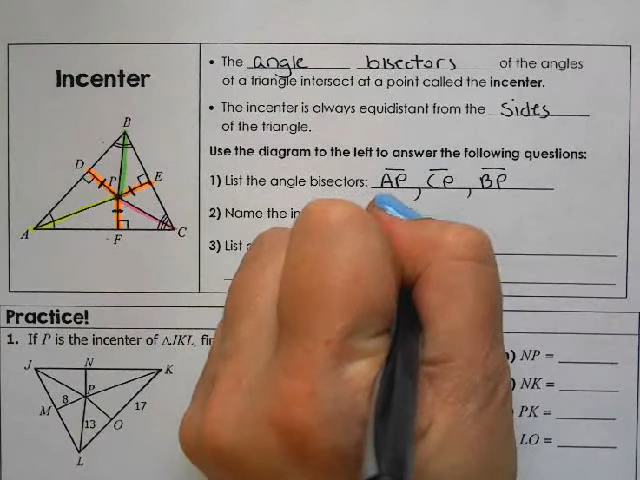 Incenter
• The angle bisectors of the angles
of a triangle intersect at a point called the incenter.
• The incenter is always equidistant from the sides
of the triangle.
Use the diagram to the left to answer the following questions:
1) List the angle bisectors: AP, CP, BP
2) Name the in
3) List
B
D
P
E
A
F
C
Practice!
1. If P is the incenter of △JKL, fi
J
N
K
P
M
8
17
13
O
L
) NP =
NK =
PK =
LO =